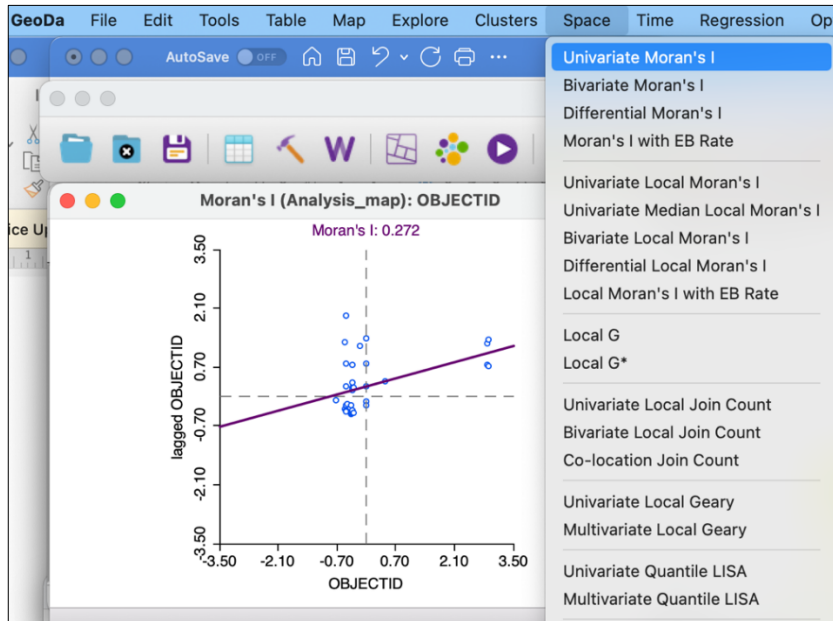 GeoDa File Edit Tools Table Map Explore Clusters Space Time Regression Op
AutoSave OFF
W
ice U
1
Moran's I (Analysis_map): OBJECTID
Moran's I: 0.272
3.50
2.10
0.70
-0.70
-2.10
-3.50
lagged OBJECTID
-3.50 -2.10 -0.70 0.70 2.10 3.50
OBJECTID
Univariate Moran's I
Bivariate Moran's I
Differential Moran's I
Moran's I with EB Rate
Univariate Local Moran's I
Univariate Median Local Moran's I
Bivariate Local Moran's I
Differential Local Moran's I
Local Moran's I with EB Rate
Local G
Local G*
Univariate Local Join Count
Bivariate Local Join Count
Co-location Join Count
Univariate Local Geary
Multivariate Local Geary
Univariate Quantile LISA
Multivariate Quantile LISA